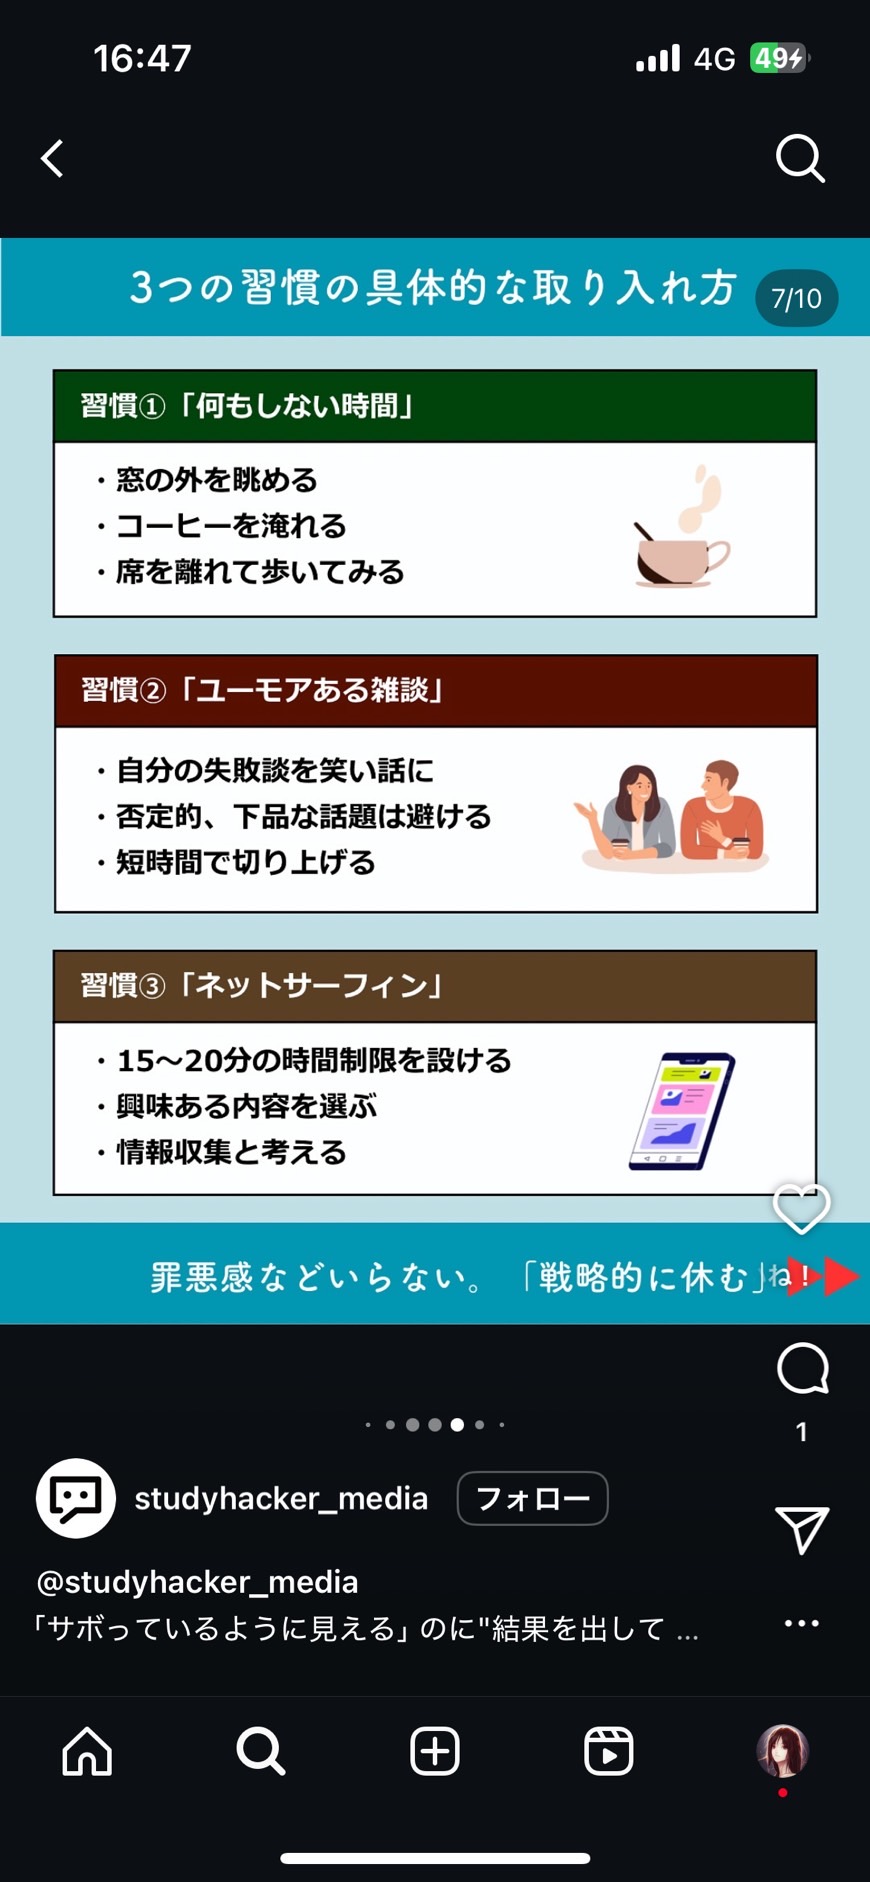 16:47
4G
49
3つの習慣の具体的な取り入れ方
7/10
習慣①「何もしない時間」
・窓の外を眺める
・コーヒーを淹れる
・席を離れて歩いてみる
習慣②「ユーモアある雑談」
・自分の失敗談を笑い話に
・否定的、下品な話題は避ける
・短時間で切り上げる
習慣③「ネットサーフィン」
・15〜20分の時間制限を設ける
・興味ある内容を選ぶ
・情報収集と考える
罪悪感などいらない。「戦略的に休む」
ね!
1
studyhacker_media
フォロー
@studyhacker_media
「サボっているように見える」のに"結果を出して ...